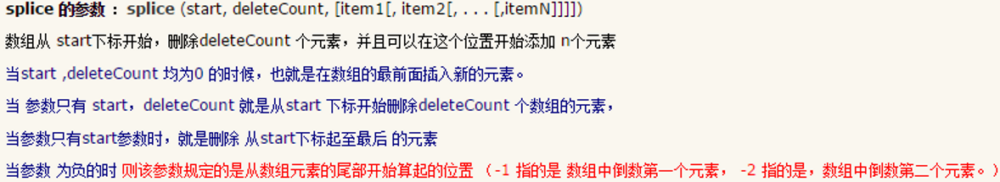 splice 的参数 ：splice (start, deleteCount, [item1[, item2[, . . . [,itemN]]]])
数组从 start下标开始，删除deleteCount 个元素，并且可以在这个位置开始添加 n个元素
当start ,deleteCount 均为0 的时候，也就是在数组的最前面插入新的元素。
当 参数只有 start，deleteCount 就是从start 下标开始删除deleteCount 个数组的元素，
当参数只有start参数时，就是删除 从start下标起至最后 的元素
当参数 为负的时 则该参数规定的是从数组元素的尾部开始算起的位置 （-1 指的是 数组中倒数第一个元素， -2 指的是，数组中倒数第二个元素。）